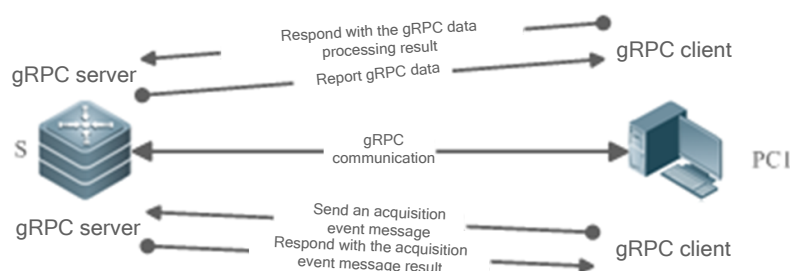 Respond with the gRPC data
processing result
gRPC server
gRPC client
Report gRPC data
S
gRPC
communication
PC1
Send an acquisition
event message
gRPC server
Respond with the acquisition
event message result
gRPC client